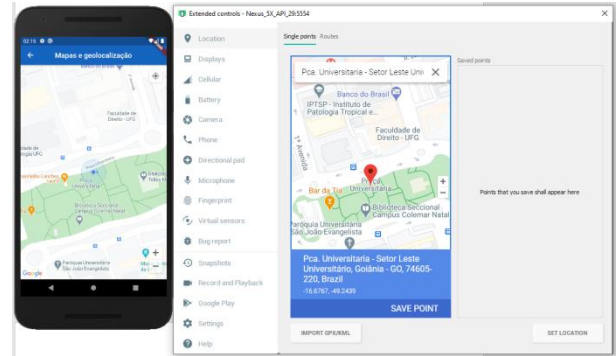 02:15
Mapas e geolocalização
Faculdade de
Direito - UFG
Biblioteca Seccional
Campus Colemar Natal
Paróquia Universitária
São João Evangelista
Google
Extended controls - Nexus_5X_API_29:5554
Location
Displays
Cellular
Battery
Camera
Phone
Directional pad
Microphone
Fingerprint
Virtual sensors
Bug report
Snapshots
Record and Playback
Google Play
Settings
Help
Single points Routes
Pca. Universitaria - Setor Leste Uni
Banco do Brasil
IPTSP - Instituto de
Patologia Tropical e...
Faculdade de
Direito - UFG
1ª Avenida
Praça
Universitária
Bar da Tia
Biblioteca Seccional
Campus Colemar Natal
Paróquia Universitária
São João Evangelista
Pca. Universitaria - Setor Leste
Universitário, Goiânia - GO, 74605-
220, Brazil
-16.6767, -49.2439
SAVE POINT
Saved points
Points that you save shall appear here
IMPORT GPX/KML
SET LOCATION